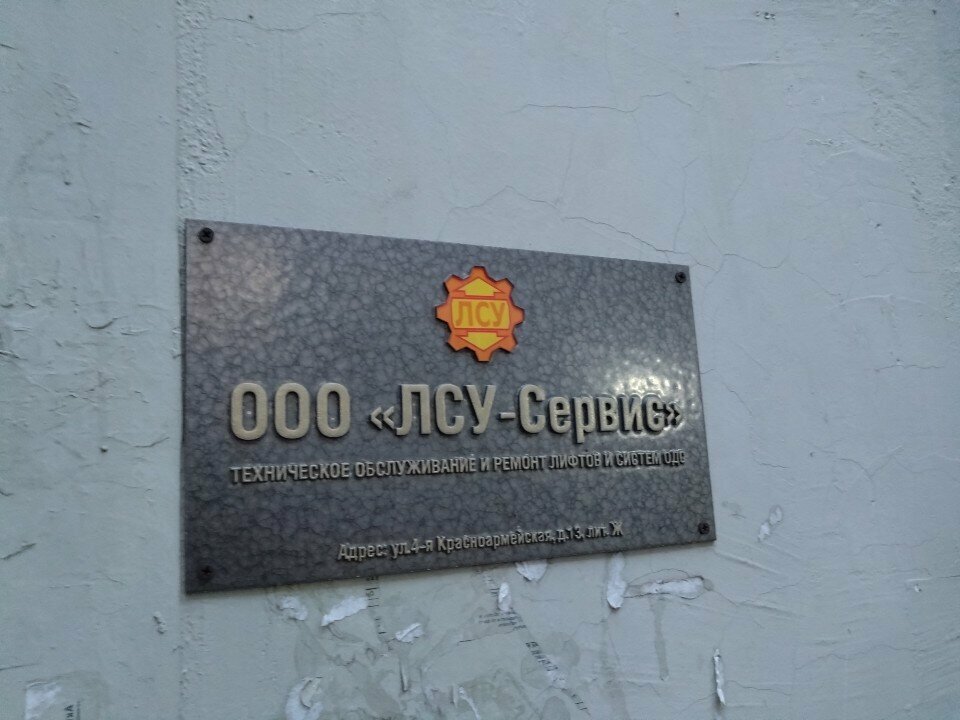 ЛСУ
ООО «ЛСУ-Сервис»
ТЕХНИЧЕСКОЕ ОБСЛУЖИВАНИЕ И РЕМОНТ ЛИФТОВ И СИСТЕМ ОДС
Адрес: ул.4-я Красноармейская, д.13, лит. Ж